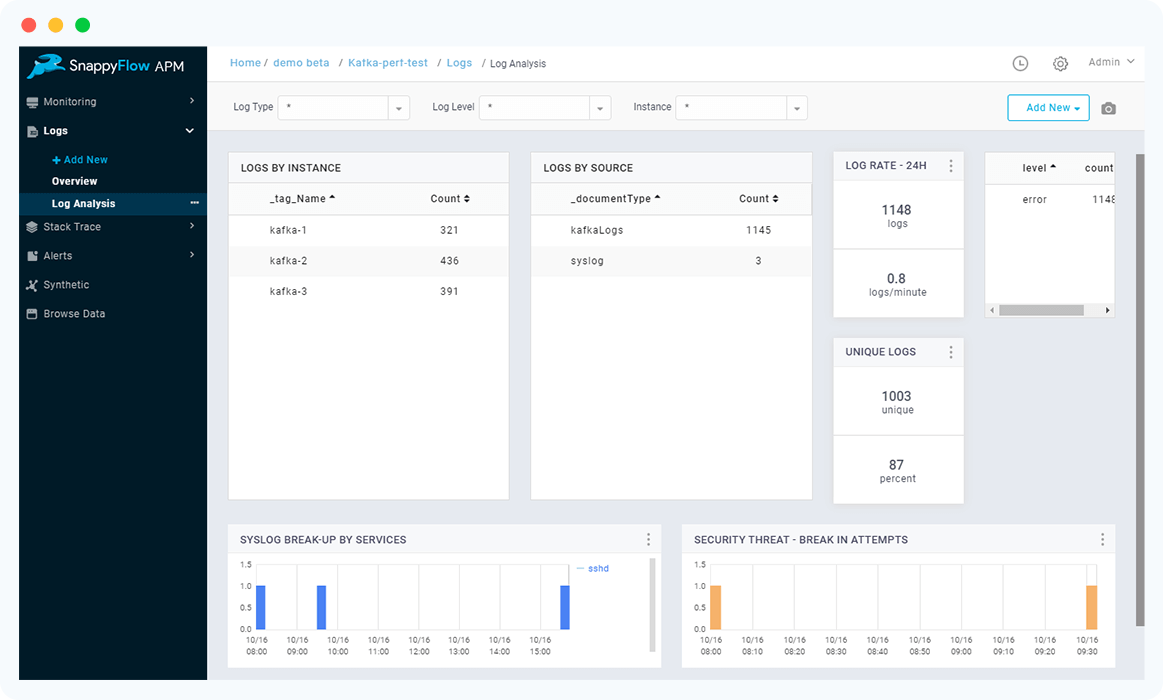 SnappyFlow APM
Home / demo beta / Kafka-perf-test / Logs / Log Analysis
Admin
Monitoring
Logs
+ Add New
Overview
Log Analysis
Stack Trace
Alerts
Synthetic
Browse Data
Log Type *
Log Level *
Instance *
Add New
LOGS BY INSTANCE
_tag_Name Count
kafka-1 321
kafka-2 436
kafka-3 391
LOGS BY SOURCE
_documentType Count
kafkaLogs 1145
syslog 3
LOG RATE - 24H
1148
logs
0.8
logs/minute
level count
error 1148
UNIQUE LOGS
1003
unique
87
percent
SYSLOG BREAK-UP BY SERVICES
1.5
1.0
0.5
0.0
10/16 10/16 10/16 10/16 10/16 10/16 10/16 10/16
08:00 09:00 10:00 11:00 12:00 13:00 14:00 15:00
sshd
SECURITY THREAT - BREAK IN ATTEMPTS
1.5
1.0
0.5
0.0
10/16 10/16 10/16 10/16 10/16 10/16 10/16 10/16 10/16 10/16
08:00 08:10 08:20 08:30 08:40 08:50 09:00 09:10 09:20 09:30